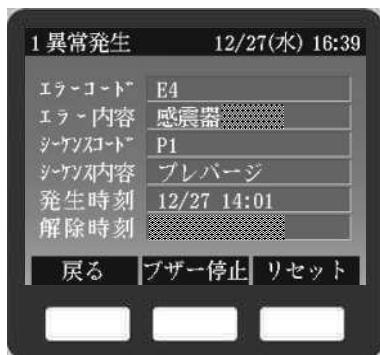 1 異常発生 12/27(水) 16:39
エラーコード E4
エラー内容 感震器
シーケンスコード P1
シーケンス内容 プレパージ
発生時刻 12/27 14:01
解除時刻
戻る ブザー停止 リセット